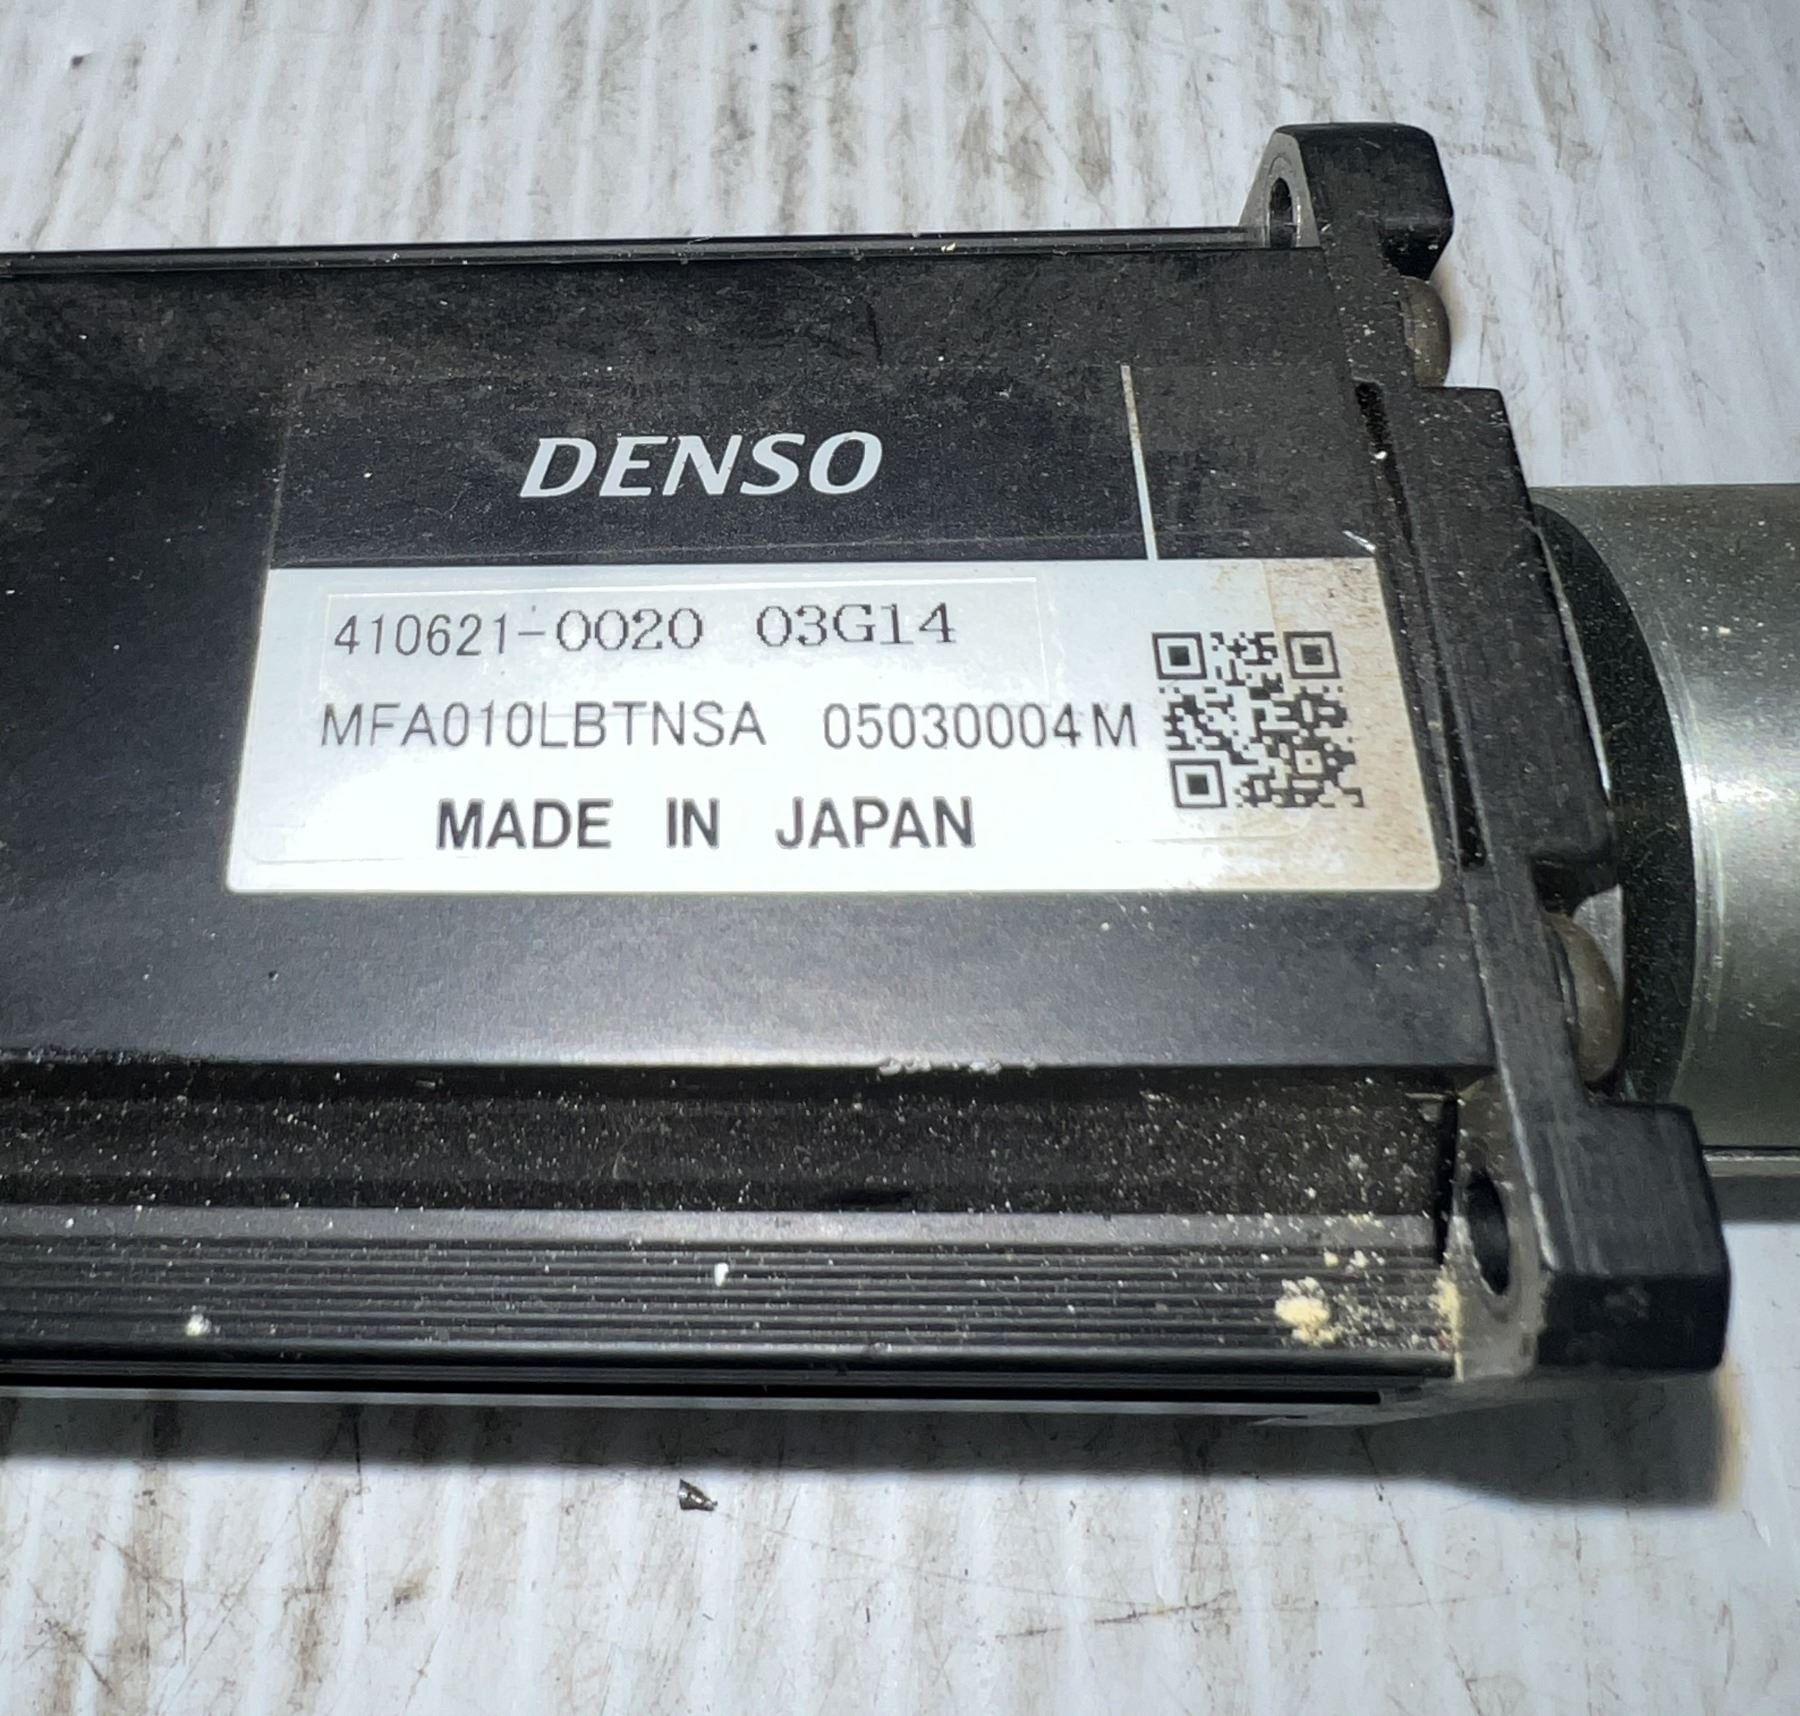 DENSO
410621-0020 03G14
MFA010LBTNSA 05030004M
MADE IN JAPAN